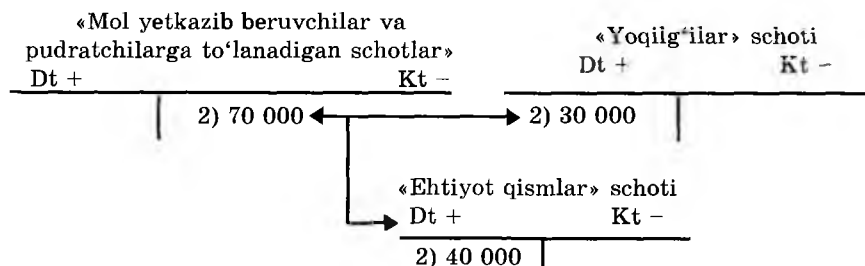 «Mol yetkazib beruvchilar va
pudratchilarga to‘lanadigan schotlar»
Dt + Kt –
2) 70 000
«Yoqilg‘ilar» schoti
Dt + Kt –
2) 30 000
«Ehtiyot qismlar» schoti
Dt + Kt –
2) 40 000